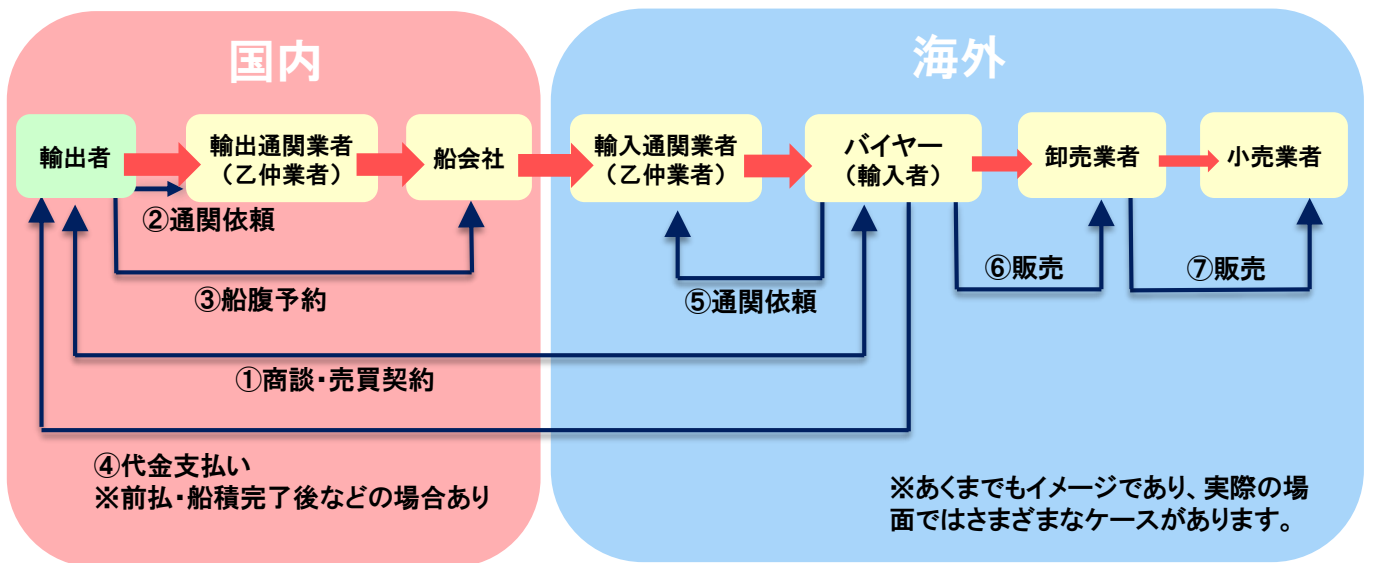 国内
海外
輸出者
輸出通関業者
（乙仲業者）
船会社
輸入通関業者
（乙仲業者）
バイヤー
（輸入者）
卸売業者
小売業者
②通関依頼
③船腹予約
⑤通関依頼
⑥販売
⑦販売
①商談・売買契約
④代金支払い
※前払・船積完了後などの場合あり
※あくまでもイメージであり、実際の場
面ではさまざまなケースがあります。